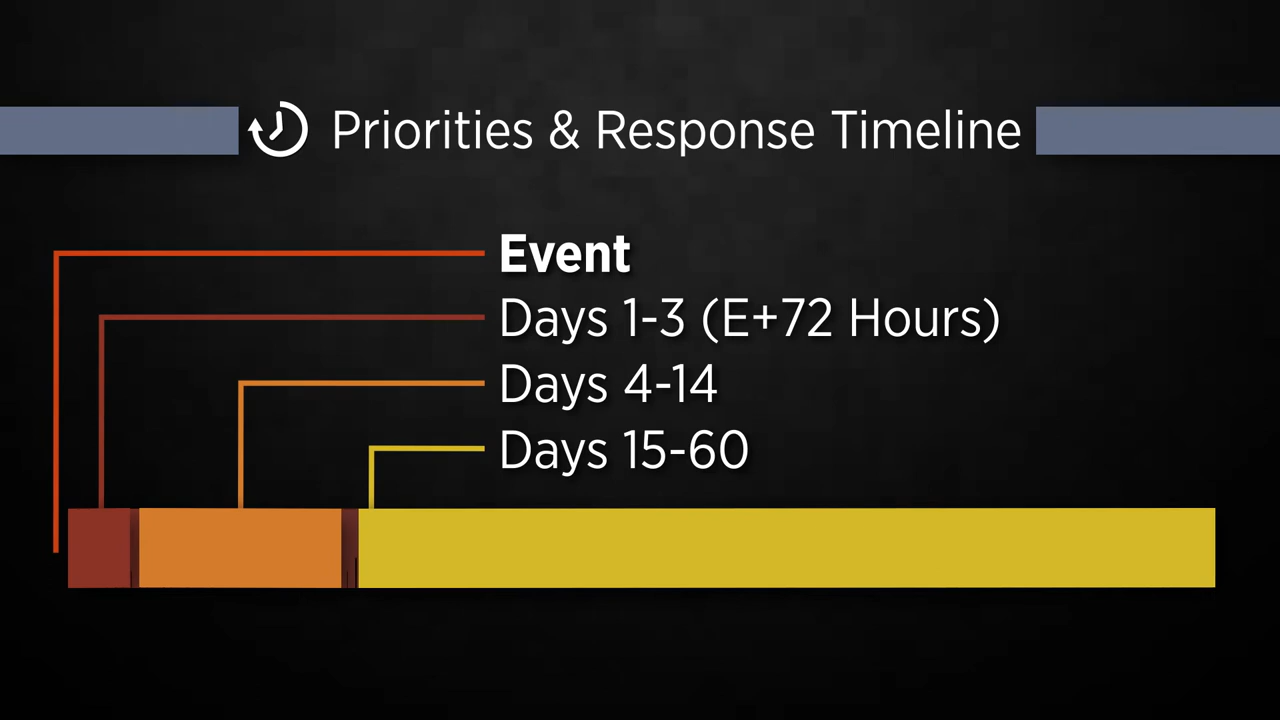 Priorities & Response Timeline
Event
Days 1-3 (E+72 Hours)
Days 4-14
Days 15-60